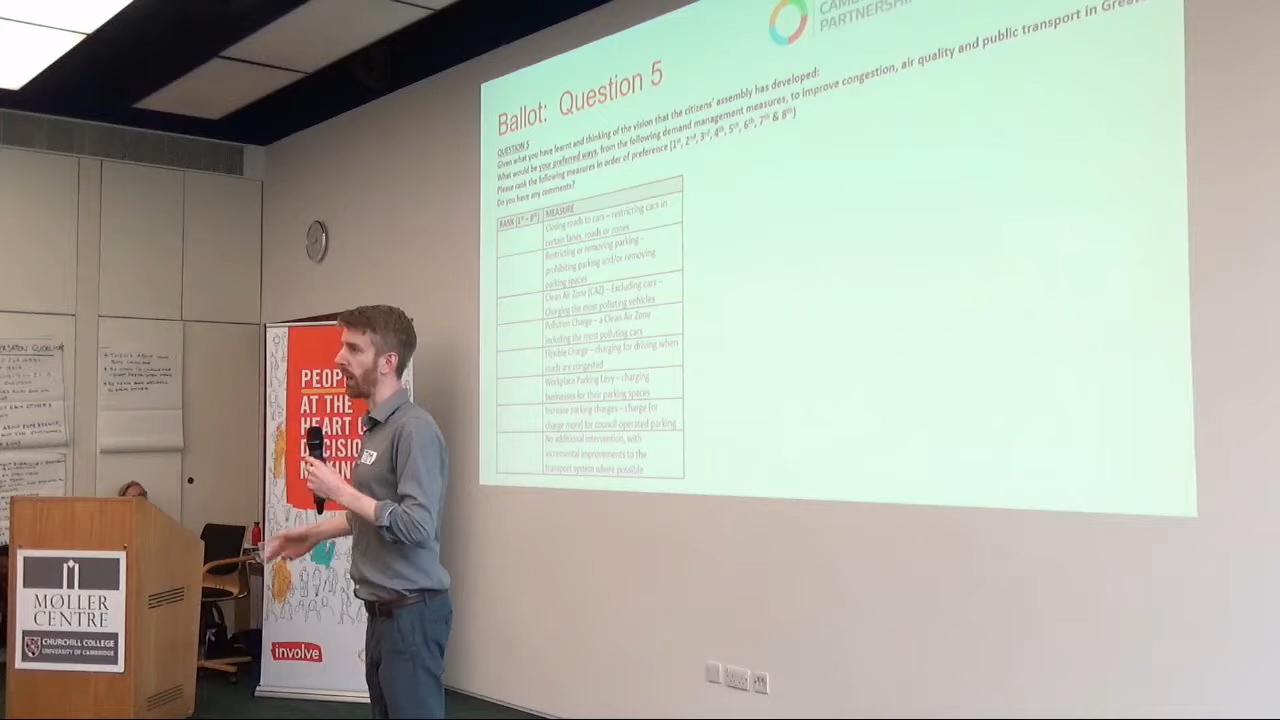 CAMB
PARTNERSHIP
Ballot: Question 5
QUESTION 5
Given what you have learnt and thinking of the vision that the citizens' assembly has developed:
What would be your preferred ways, from the following demand management measures, to improve congestion, air quality and public transport in Grea
Please rank the following measures in order of preference (1st, 2nd, 3rd, 4th, 5th, 6th, 7th & 8th)
Do you have any comments?
RANK (1st – 8th) MEASURE
Closing roads to cars – restricting cars in
certain lanes, roads or zones
Restricting or removing parking –
prohibiting parking and/or removing
parking spaces
Clean Air Zone (CAZ) – Excluding cars –
Charging the most polluting vehicles
Pollution Charge – a Clean Air Zone
including the most polluting cars
Flexible Charge – charging for driving when
roads are congested
Workplace Parking Levy – charging
businesses for their parking spaces
Increase parking charges – charge (or
charge more) for council-operated parking
No additional intervention, with
incremental improvements to the
transport system where possible
PEOP
AT THE
HEART O
DECISIO
MAKIN
involve
MØLLER
CENTRE
CHURCHILL COLLEGE
UNIVERSITY OF CAMBRIDGE